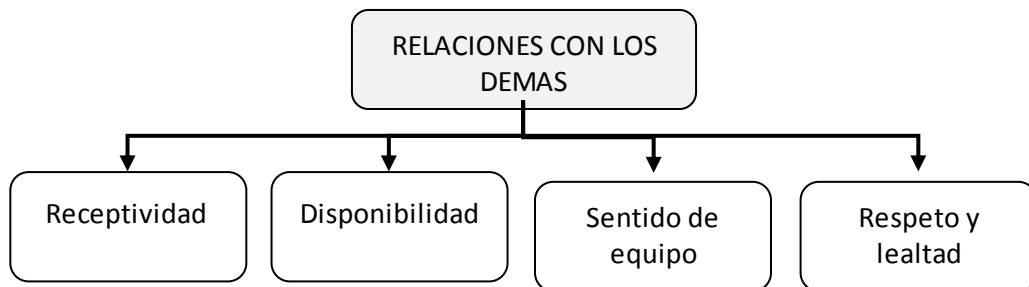 RELACIONES CON LOS
DEMAS
Receptividad
Disponibilidad
Sentido de
equipo
Respeto y
lealtad